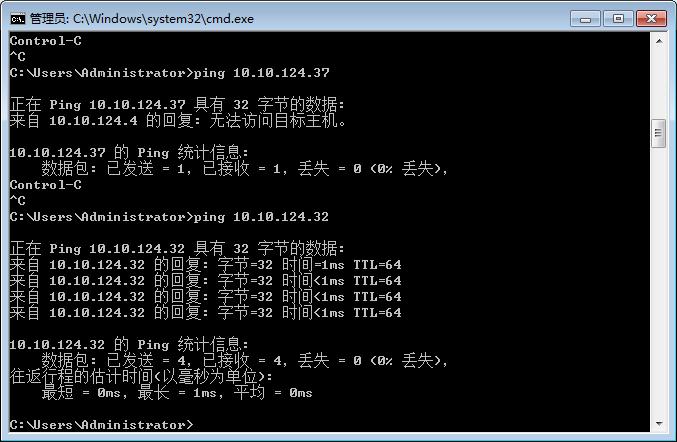 管理员: C:\Windows\system32\cmd.exe
Control-C
^C
C:\Users\Administrator>ping 10.10.124.37
正在 Ping 10.10.124.37 具有 32 字节的数据:
来自 10.10.124.4 的回复: 无法访问目标主机。
10.10.124.37 的 Ping 统计信息:
数据包: 已发送 = 1, 已接收 = 1, 丢失 = 0 (0% 丢失),
Control-C
^C
C:\Users\Administrator>ping 10.10.124.32
正在 Ping 10.10.124.32 具有 32 字节的数据:
来自 10.10.124.32 的回复: 字节=32 时间=1ms TTL=64
来自 10.10.124.32 的回复: 字节=32 时间<1ms TTL=64
来自 10.10.124.32 的回复: 字节=32 时间<1ms TTL=64
来自 10.10.124.32 的回复: 字节=32 时间<1ms TTL=64
10.10.124.32 的 Ping 统计信息:
数据包: 已发送 = 4, 已接收 = 4, 丢失 = 0 (0% 丢失),
往返行程的估计时间(以毫秒为单位):
最短 = 0ms, 最长 = 1ms, 平均 = 0ms
C:\Users\Administrator>